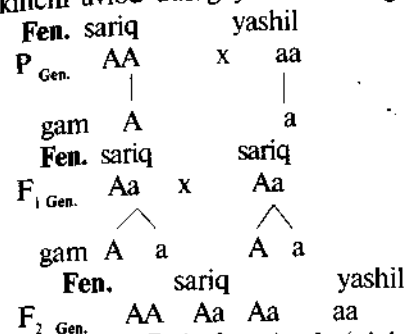 Fen. sariq yashil
P Gen. AA x aa
gam A a
Fen. sariq sariq
F1 Gen. Aa x Aa
gam A a A a
Fen. sariq yashil
F2 Gen. AA Aa Aa aa